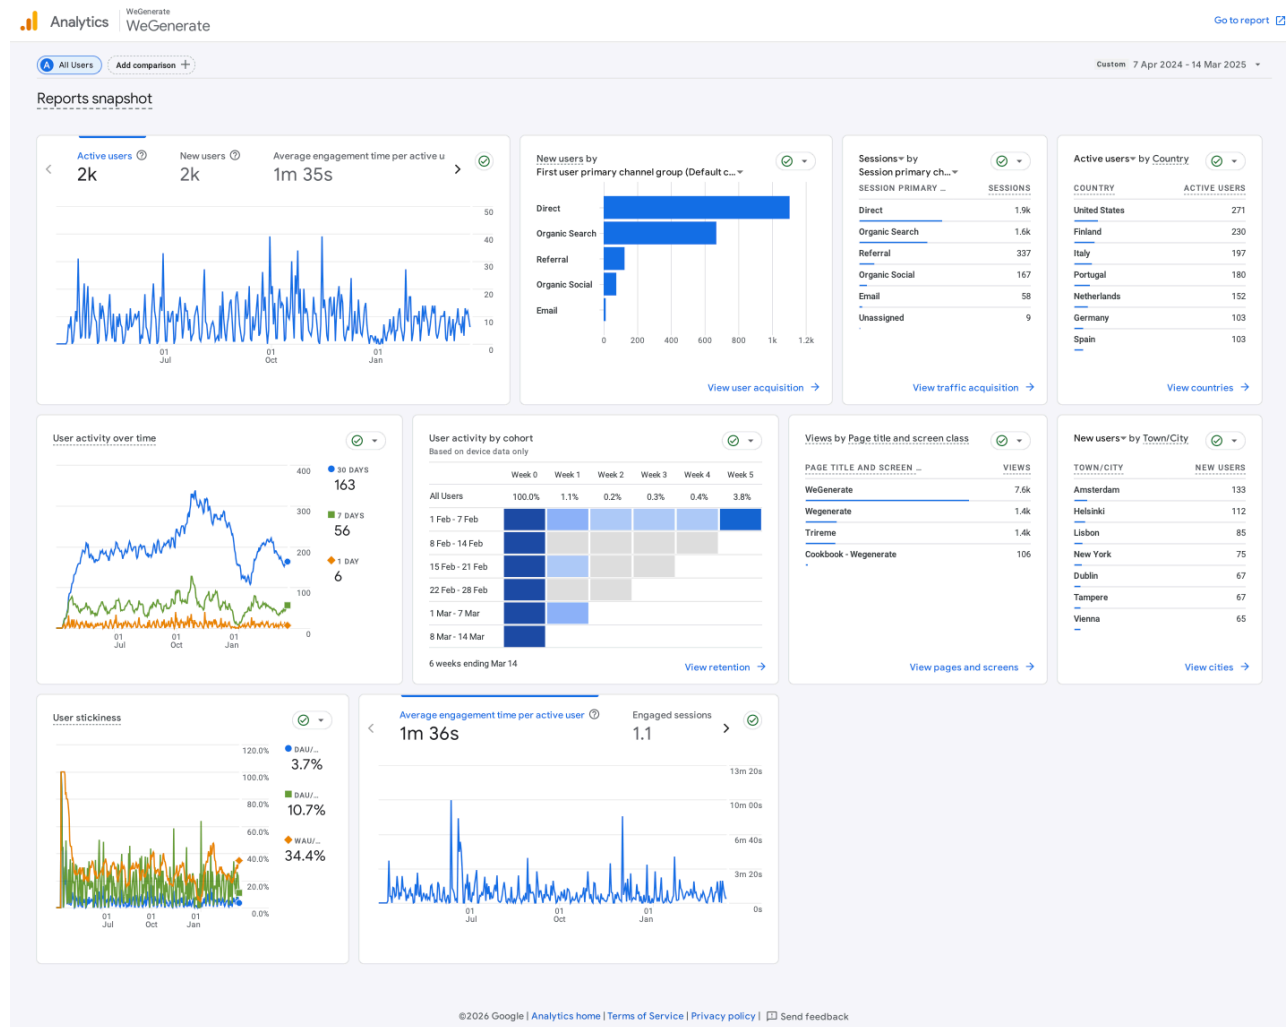 Analytics
WeGenerate
WeGenerate
Go to report
A All Users
Add comparison
Custom 7 Apr 2024 - 14 Mar 2025
Reports snapshot
Active users
2k
New users
2k
Average engagement time per active u
1m 35s
50
40
30
20
10
0
01 Jul
01 Oct
01 Jan
New users by
First user primary channel group (Default c...
Direct
Organic Search
Referral
Organic Social
Email
0 200 400 600 800 1k 1.2k
View user acquisition
Sessions by
Session primary ch...
SESSION PRIMARY ... SESSIONS
Direct 1.9k
Organic Search 1.6k
Referral 337
Organic Social 167
Email 58
Unassigned 9
View traffic acquisition
Active users by Country
COUNTRY ACTIVE USERS
United States 271
Finland 230
Italy 197
Portugal 180
Netherlands 152
Germany 103
Spain 103
View countries
User activity over time
400
300
200
100
0
01 Jul
01 Oct
01 Jan
30 DAYS
163
7 DAYS
56
1 DAY
6
User activity by cohort
Based on device data only
Week 0 Week 1 Week 2 Week 3 Week 4 Week 5
All Users 100.0% 1.1% 0.2% 0.3% 0.4% 3.8%
1 Feb - 7 Feb
8 Feb - 14 Feb
15 Feb - 21 Feb
22 Feb - 28 Feb
1 Mar - 7 Mar
8 Mar - 14 Mar
6 weeks ending Mar 14
View retention
Views by Page title and screen class
PAGE TITLE AND SCREEN ... VIEWS
WeGenerate 7.6k
Wegenerate 1.4k
Trireme 1.4k
Cookbook - Wegenerate 106
View pages and screens
New users by Town/City
TOWN/CITY NEW USERS
Amsterdam 133
Helsinki 112
Lisbon 85
New York 75
Dublin 67
Tampere 67
Vienna 65
View cities
User stickiness
120.0%
100.0%
80.0%
60.0%
40.0%
20.0%
0.0%
01 Jul
01 Oct
01 Jan
DAU/...
3.7%
DAU/...
10.7%
WAU/...
34.4%
Average engagement time per active user
1m 36s
Engaged sessions
1.1
13m 20s
10m 00s
6m 40s
3m 20s
0s
01 Jul
01 Oct
01 Jan
©2026 Google | Analytics home | Terms of Service | Privacy policy | Send feedback